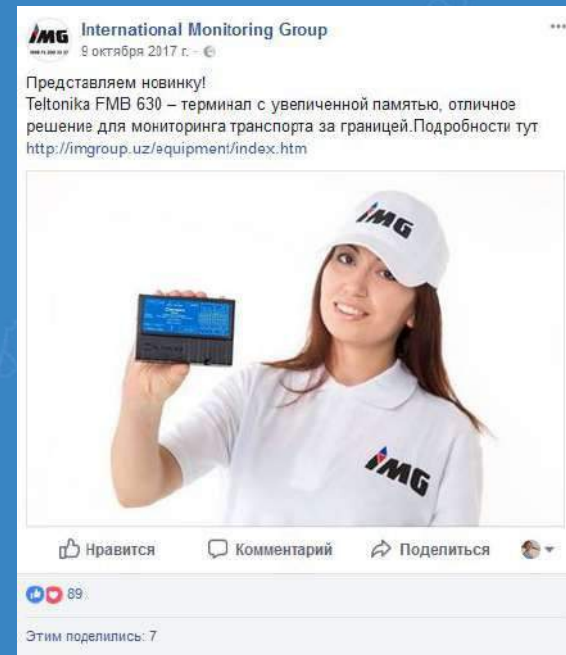 International Monitoring Group
9 октября 2017 г.
Представляем новинку!
Teltonika FMB 630 – терминал с увеличенной памятью, отличное
решение для мониторинга транспорта за границей.Подробности тут
http://imgroup.uz/equipment/index.htm
IMG
IMG
IMG
Нравится
Комментарий
Поделиться
89
Этим поделились: 7